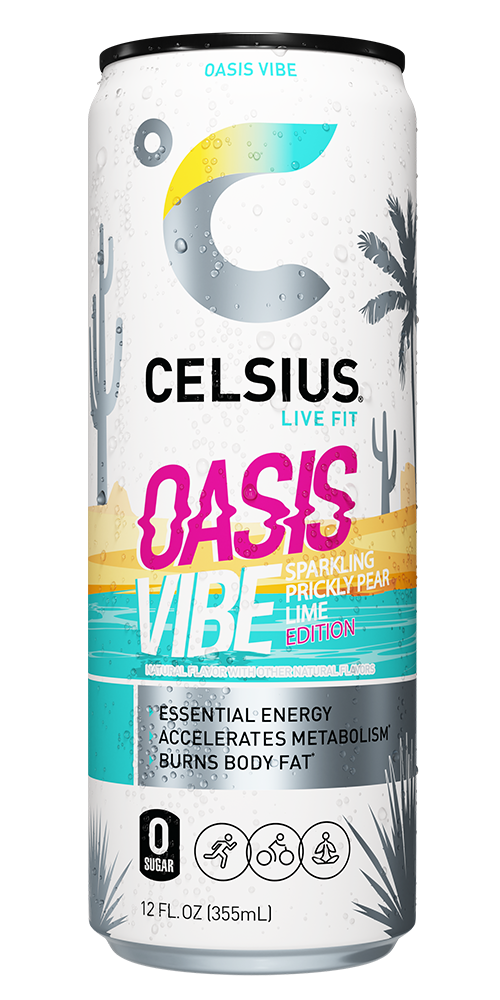 OASIS VIBE
CELSIUS®
LIVE FIT
OASIS
VIBE
SPARKLING
PRICKLY PEAR
LIME
EDITION
NATURAL FLAVOR WITH OTHER NATURAL FLAVORS
ESSENTIAL ENERGY
ACCELERATES METABOLISM*
BURNS BODY FAT*
0
SUGAR
12 FL. OZ (355mL)